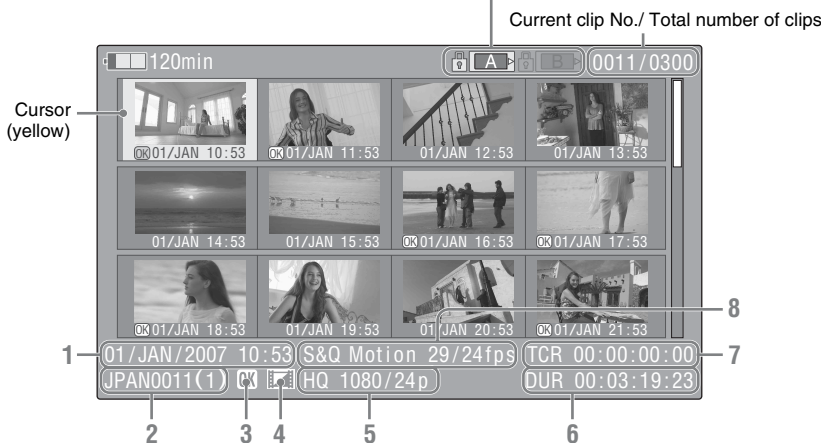 Current clip No./ Total number of clips
120min A B 0011/0300
Cursor
(yellow)
OK 01/JAN 10:53 OK 01/JAN 11:53 01/JAN 12:53 01/JAN 13:53
01/JAN 14:53 01/JAN 15:53 OK 01/JAN 16:53 OK 01/JAN 17:53
OK 01/JAN 18:53 01/JAN 19:53 01/JAN 20:53 OK 01/JAN 21:53
8
1 01/JAN/2007 10:53 S&Q Motion 29/24fps TCR 00:00:00:00 7
JPAN0011(1) OK HQ 1080/24p DUR 00:03:19:23
2 3 4 5 6